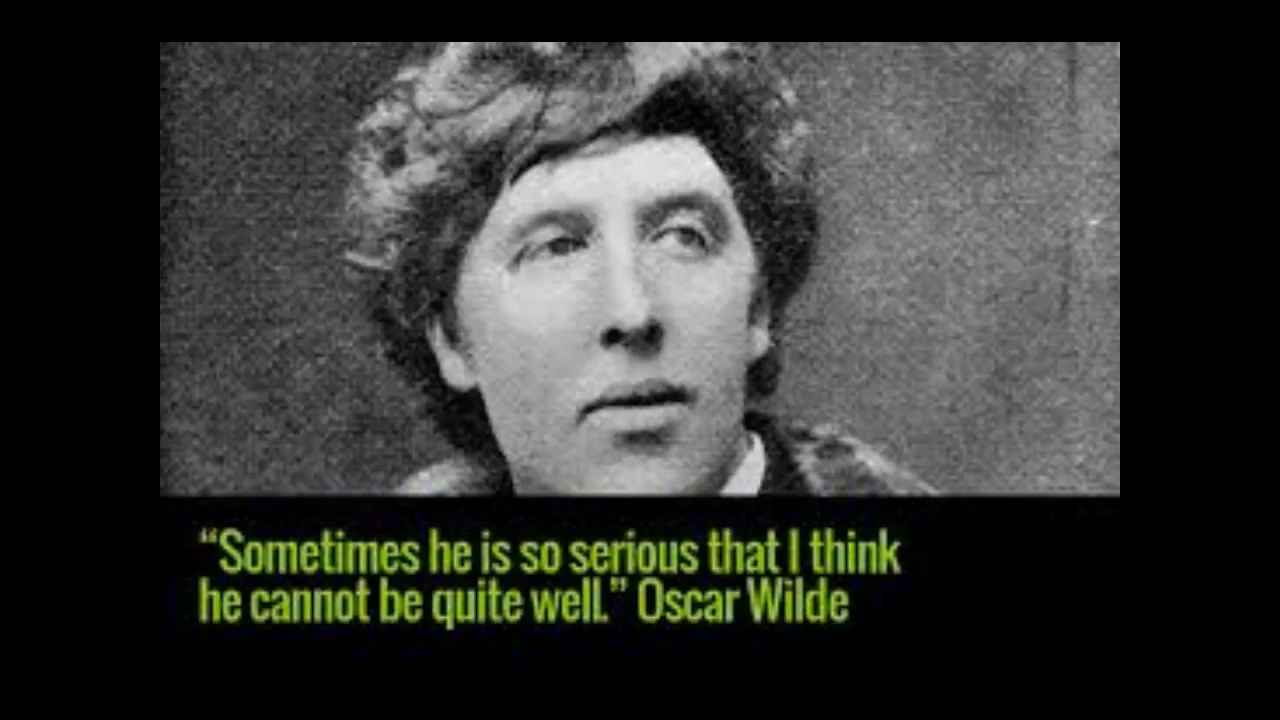 “Sometimes he is so serious that I think
he cannot be quite well.” Oscar Wilde